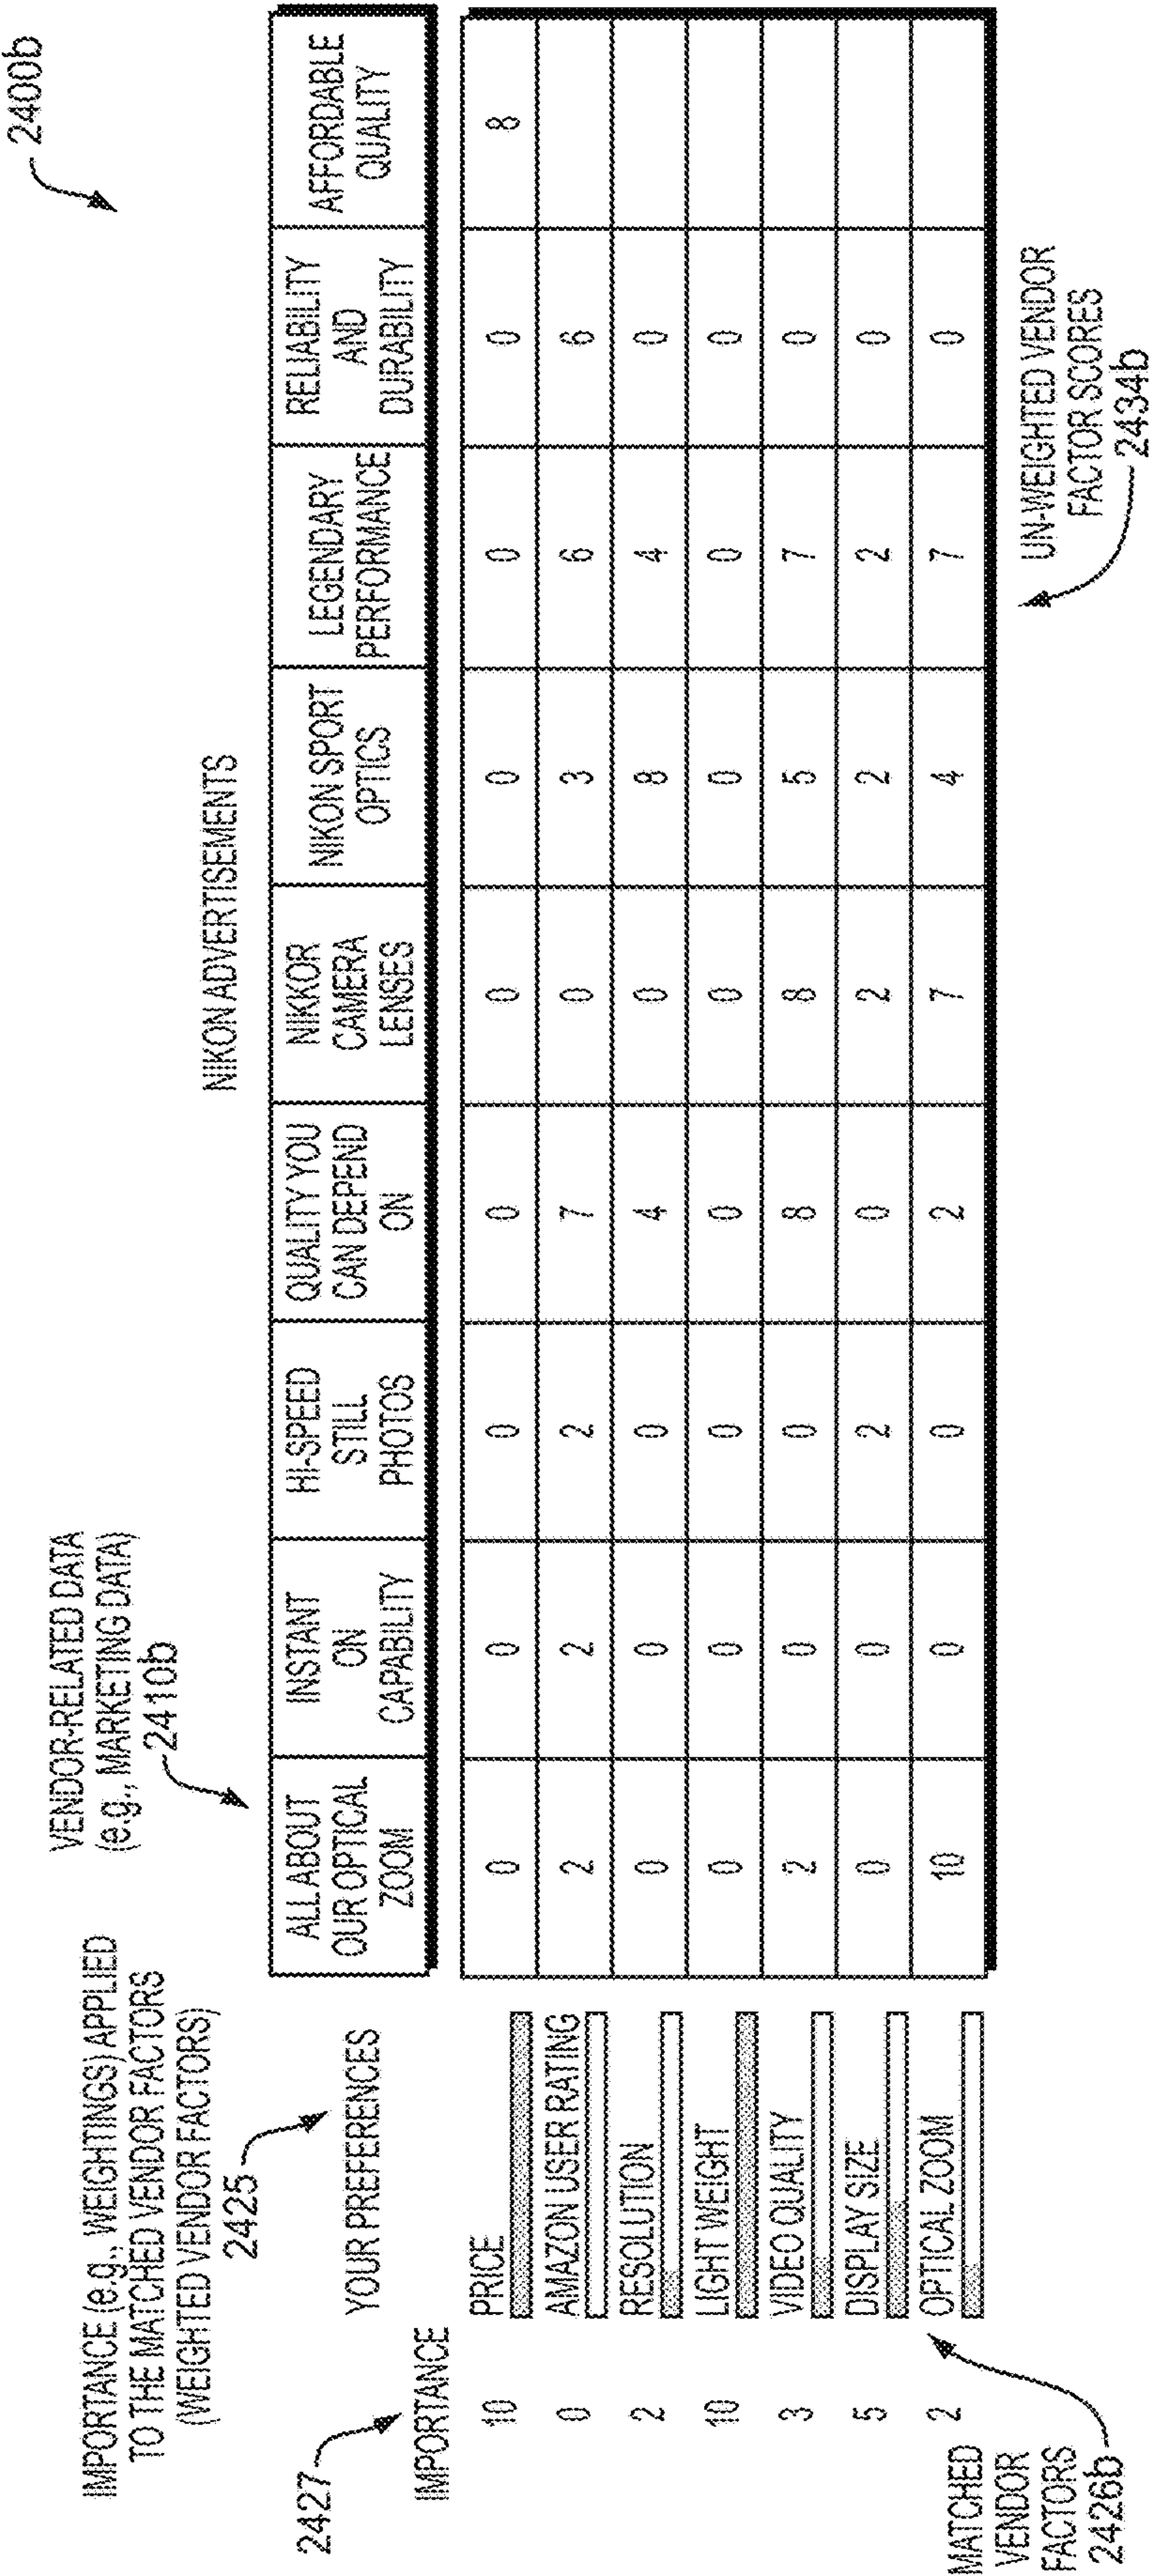 2400b
VENDOR-RELATED DATA
(e.g., MARKETING DATA)
2410b
IMPORTANCE (e.g., WEIGHTINGS) APPLIED
TO THE MATCHED VENDOR FACTORS
(WEIGHTED VENDOR FACTORS)
2425
NIKON ADVERTISEMENTS
2427
YOUR PREFERENCES
IMPORTANCE
ALL ABOUT
OUR OPTICAL
ZOOM
INSTANT
ON
CAPABILITY
HI-SPEED
STILL
PHOTOS
QUALITY YOU
CAN DEPEND
ON
NIKKOR
CAMERA
LENSES
NIKON SPORT
OPTICS
LEGENDARY
PERFORMANCE
RELIABILITY
AND
DURABILITY
AFFORDABLE
QUALITY
10 PRICE 0 0 0 0 0 0 0 0 8
0 AMAZON USER RATING 2 2 2 7 0 3 6 6
2 RESOLUTION 0 0 0 4 0 8 4 0
10 LIGHT WEIGHT 0 0 0 0 0 0 0 0
3 VIDEO QUALITY 2 0 0 8 8 5 7 0
5 DISPLAY SIZE 0 0 2 0 2 2 2 0
2 OPTICAL ZOOM 10 0 0 2 7 4 7 0
MATCHED
VENDOR
FACTORS
2426b
UN-WEIGHTED VENDOR
FACTOR SCORES
2434b